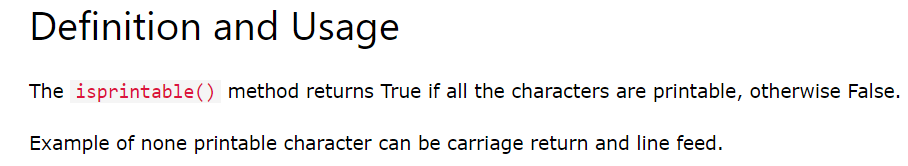 Definition and Usage
The isprintable() method returns True if all the characters are printable, otherwise False.
Example of none printable character can be carriage return and line feed.